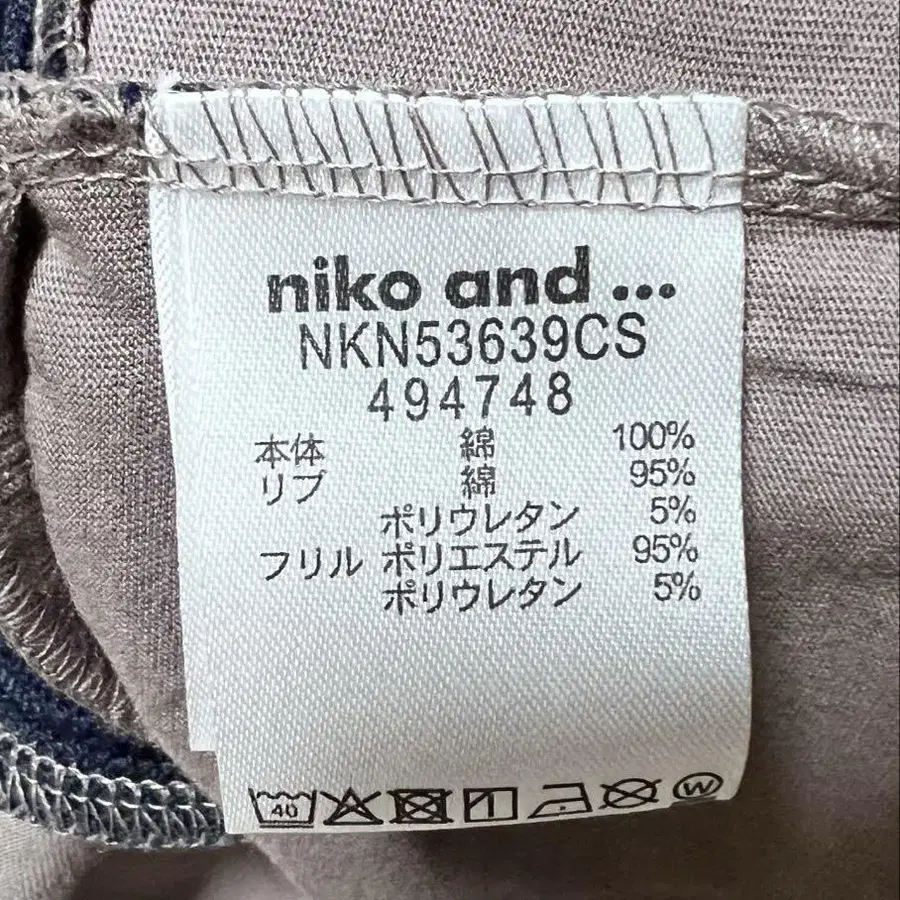 niko and ...
NKN53639CS
494748
本体 綿 100%
リブ 綿 95%
ポリウレタン 5%
フリル ポリエステル 95%
ポリウレタン 5%
40 W